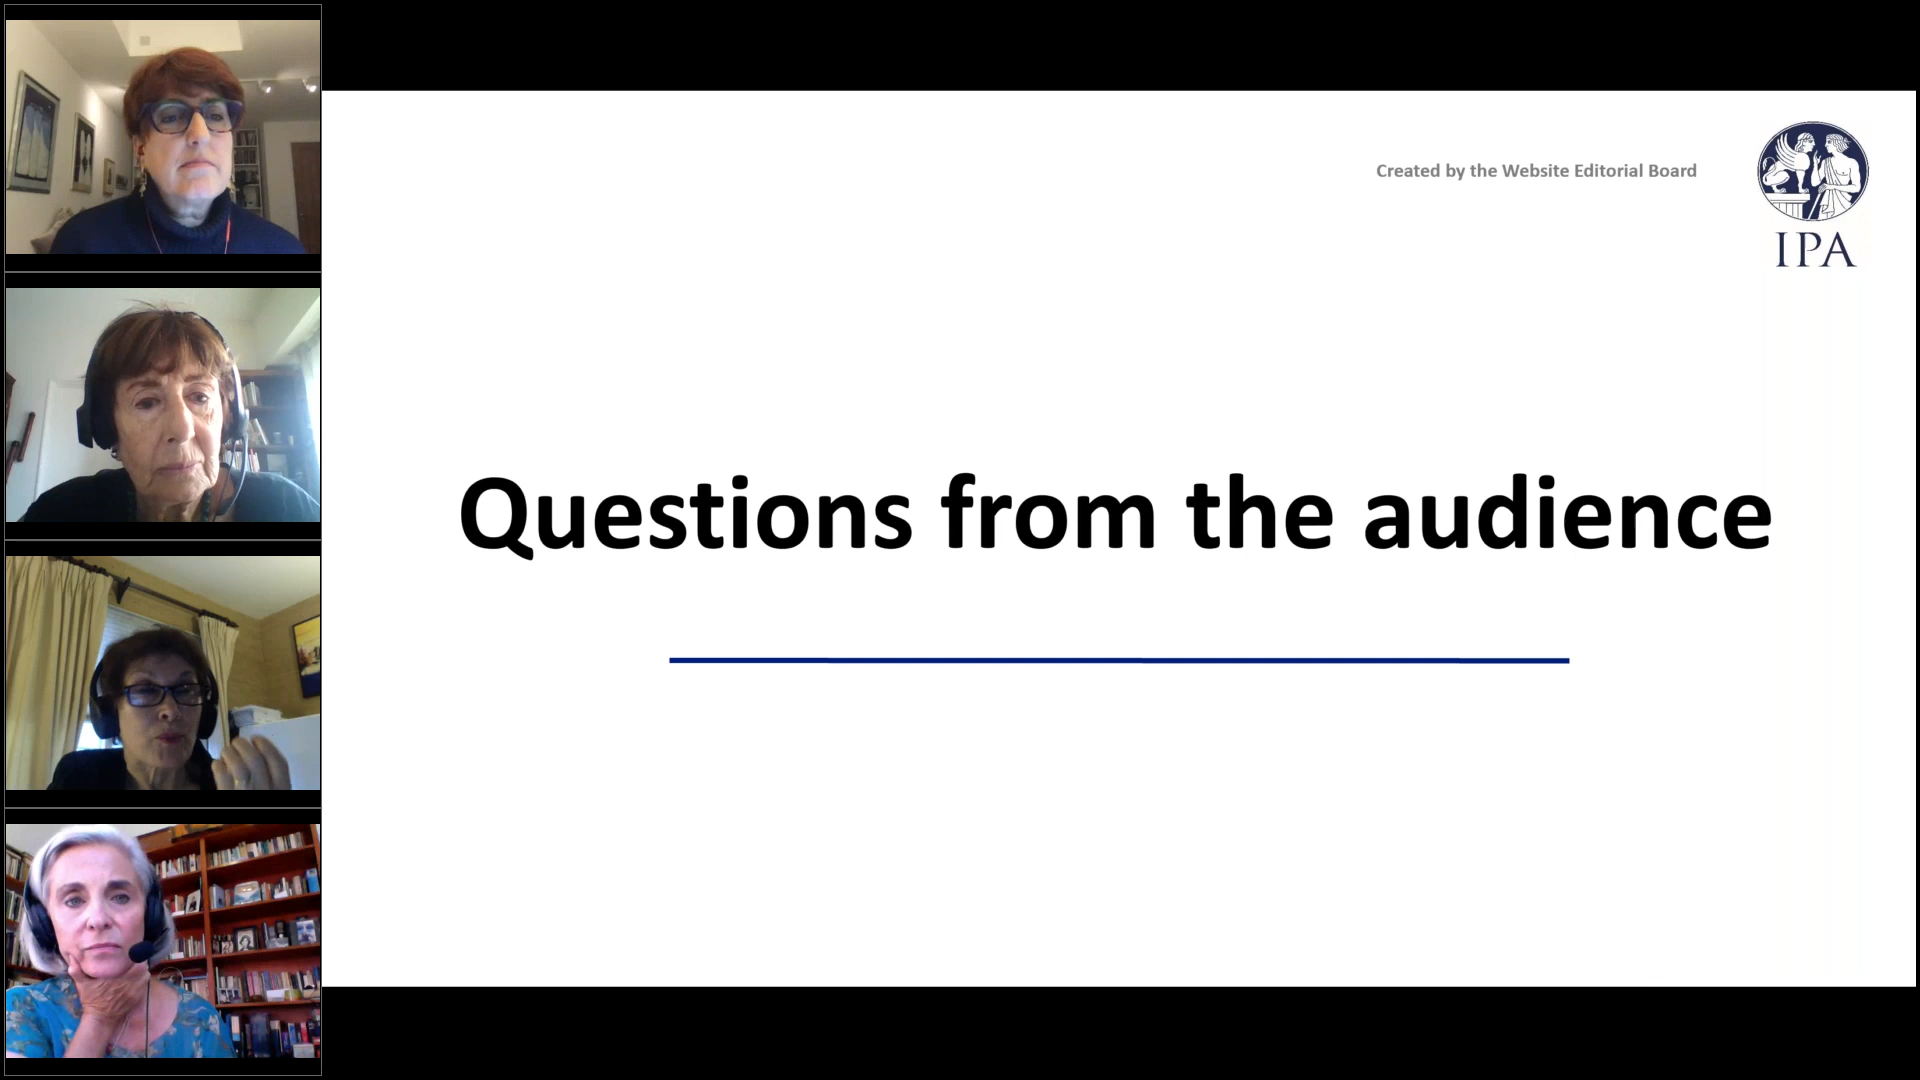 Created by the Website Editorial Board
IPA
Questions from the audience